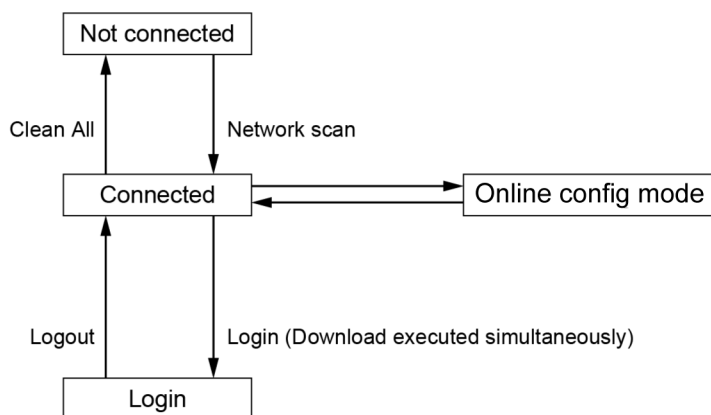 Not connected
Clean All
Network scan
Connected
Online config mode
Logout
Login (Download executed simultaneously)
Login